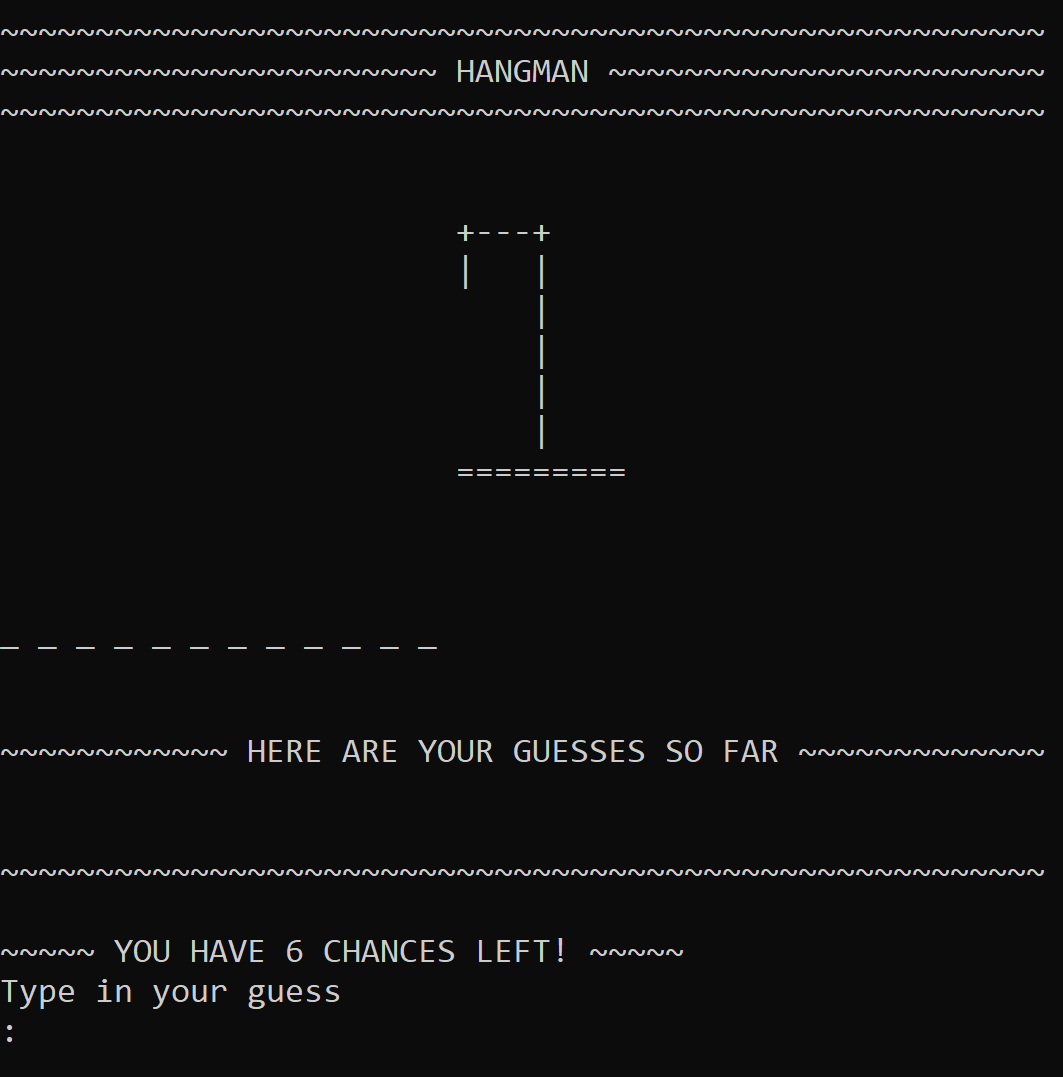 ~~~~~~~~~~~~~~~~~~~~~~~~~~~~~~~~~~~~~~~~~~~~~~~~~~~~~~~
~~~~~~~~~~~~~~~~~~~~~~~ HANGMAN ~~~~~~~~~~~~~~~~~~~~~~~
~~~~~~~~~~~~~~~~~~~~~~~~~~~~~~~~~~~~~~~~~~~~~~~~~~~~~~~
                        +---+
                        |   |
                            |
                            |
                            |
                            |
                        =========
_ _ _ _ _ _ _ _ _ _ _ _
~~~~~~~~~~~~ HERE ARE YOUR GUESSES SO FAR ~~~~~~~~~~~~~
~~~~~~~~~~~~~~~~~~~~~~~~~~~~~~~~~~~~~~~~~~~~~~~~~~~~~~~
~~~~~ YOU HAVE 6 CHANCES LEFT! ~~~~~
Type in your guess
: